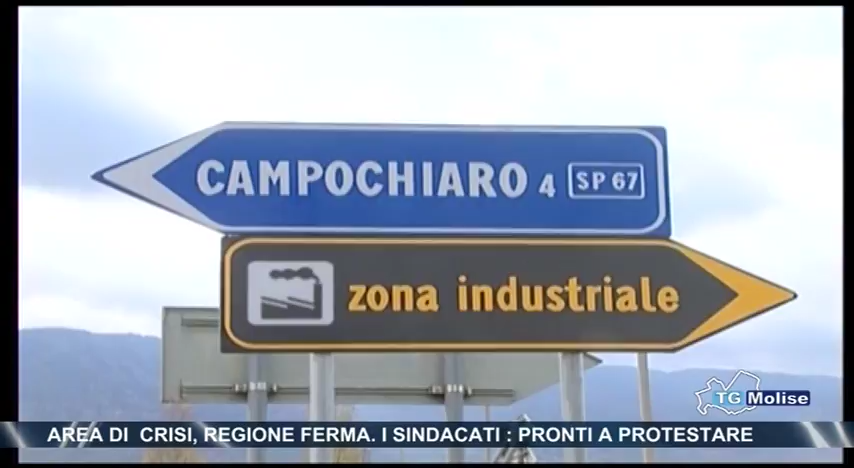 CAMPOCHIARO 4 SP 67
zona industriale
TG Molise
AREA DI CRISI, REGIONE FERMA. I SINDACATI : PRONTI A PROTESTARE